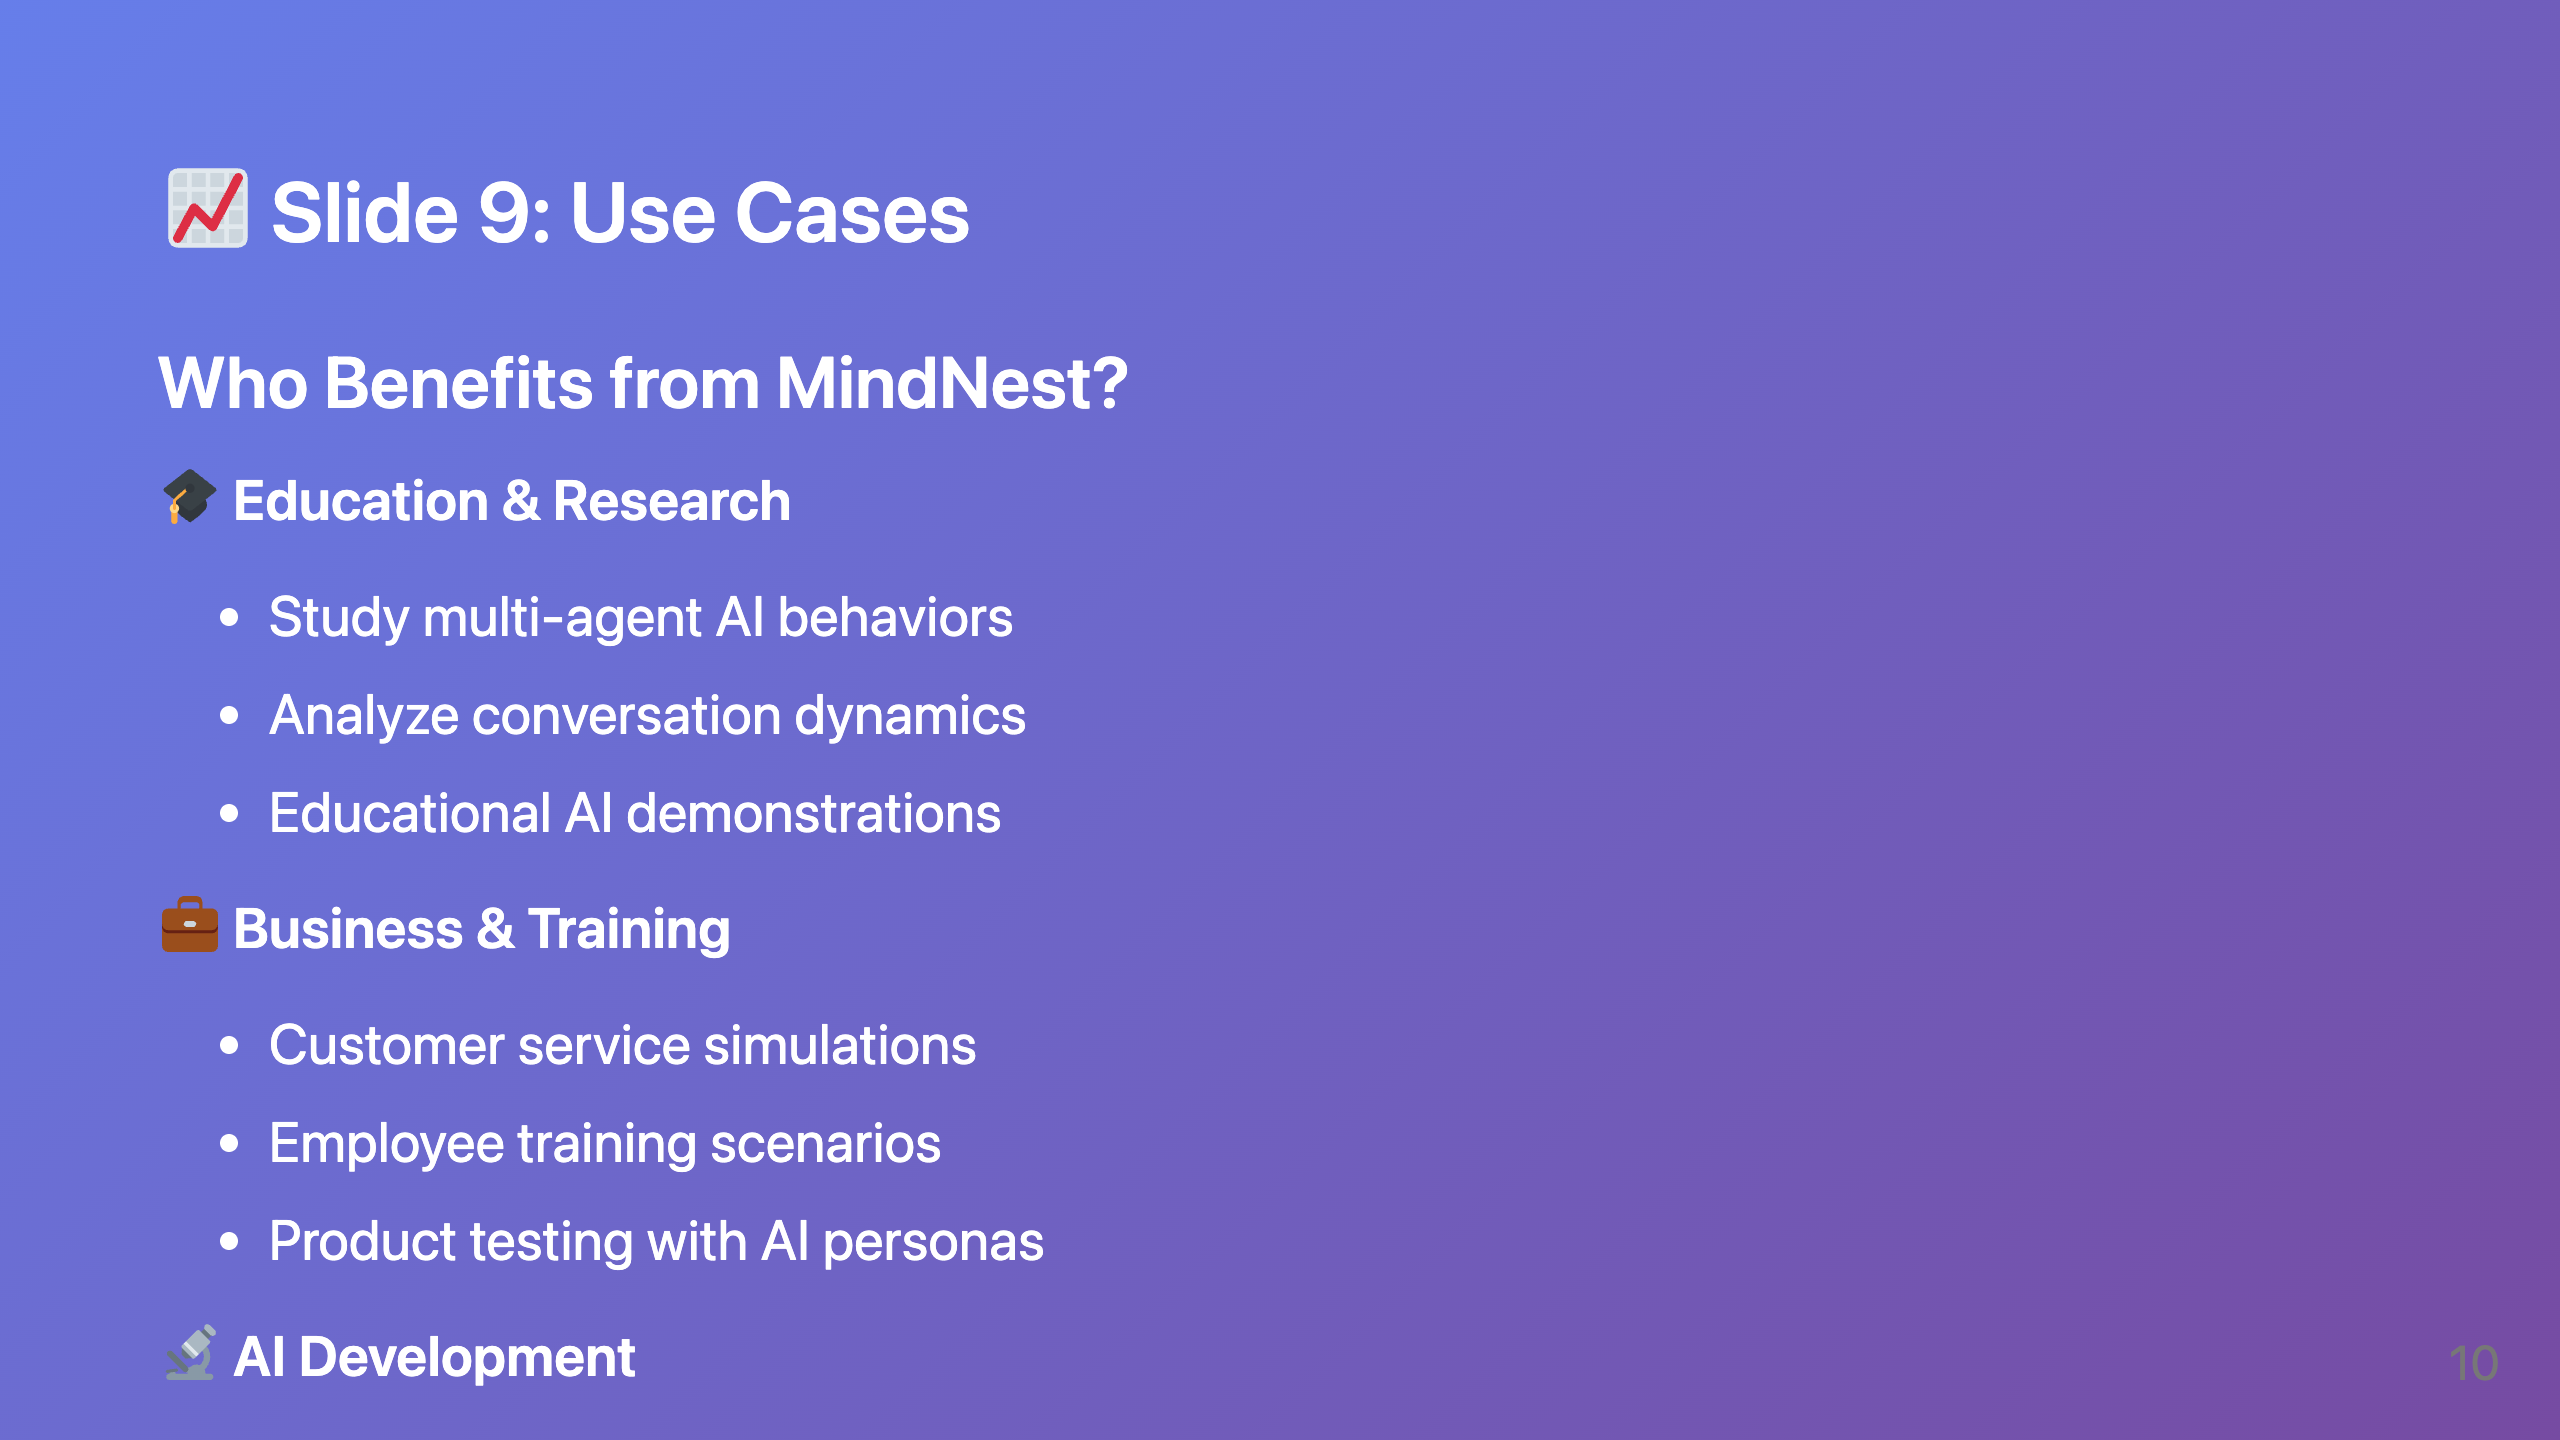 📈 Slide 9: Use Cases
Who Benefits from MindNest?
🎓 Education & Research
• Study multi-agent AI behaviors
• Analyze conversation dynamics
• Educational AI demonstrations
💼 Business & Training
• Customer service simulations
• Employee training scenarios
• Product testing with AI personas
🔬 AI Development
10